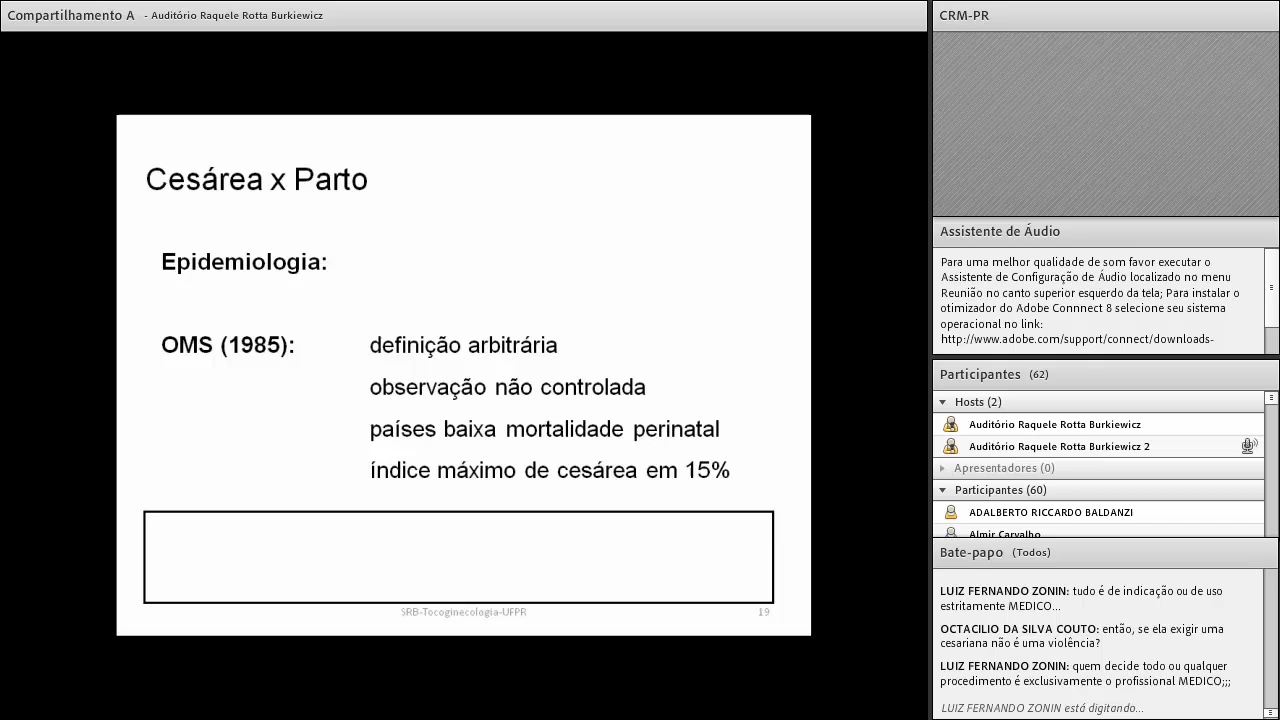 Compartilhamento A - Auditório Raquele Rotta Burkiewicz
Cesárea x Parto
Epidemiologia:
OMS (1985): definição arbitrária
observação não controlada
países baixa mortalidade perinatal
índice máximo de cesárea em 15%
SRB-Tocoginecologia-UFPR 19
CRM-PR
Assistente de Áudio
Para uma melhor qualidade de som favor executar o
Assistente de Configuração de Áudio localizado no menu
Reunião no canto superior esquerdo da tela; Para instalar o
otimizador do Adobe Connnect 8 selecione seu sistema
operacional no link:
http://www.adobe.com/support/connect/downloads-
Participantes (62)
Hosts (2)
Auditório Raquele Rotta Burkiewicz
Auditório Raquele Rotta Burkiewicz 2
Apresentadores (0)
Participantes (60)
ADALBERTO RICCARDO BALDANZI
Almir Carvalho
Bate-papo (Todos)
LUIZ FERNANDO ZONIN: tudo é de indicação ou de uso
estritamente MEDICO...
OCTACILIO DA SILVA COUTO: então, se ela exigir uma
cesariana não é uma violência?
LUIZ FERNANDO ZONIN: quem decide todo ou qualquer
procedimento é exclusivamente o profissional MEDICO;;;
LUIZ FERNANDO ZONIN está digitando...